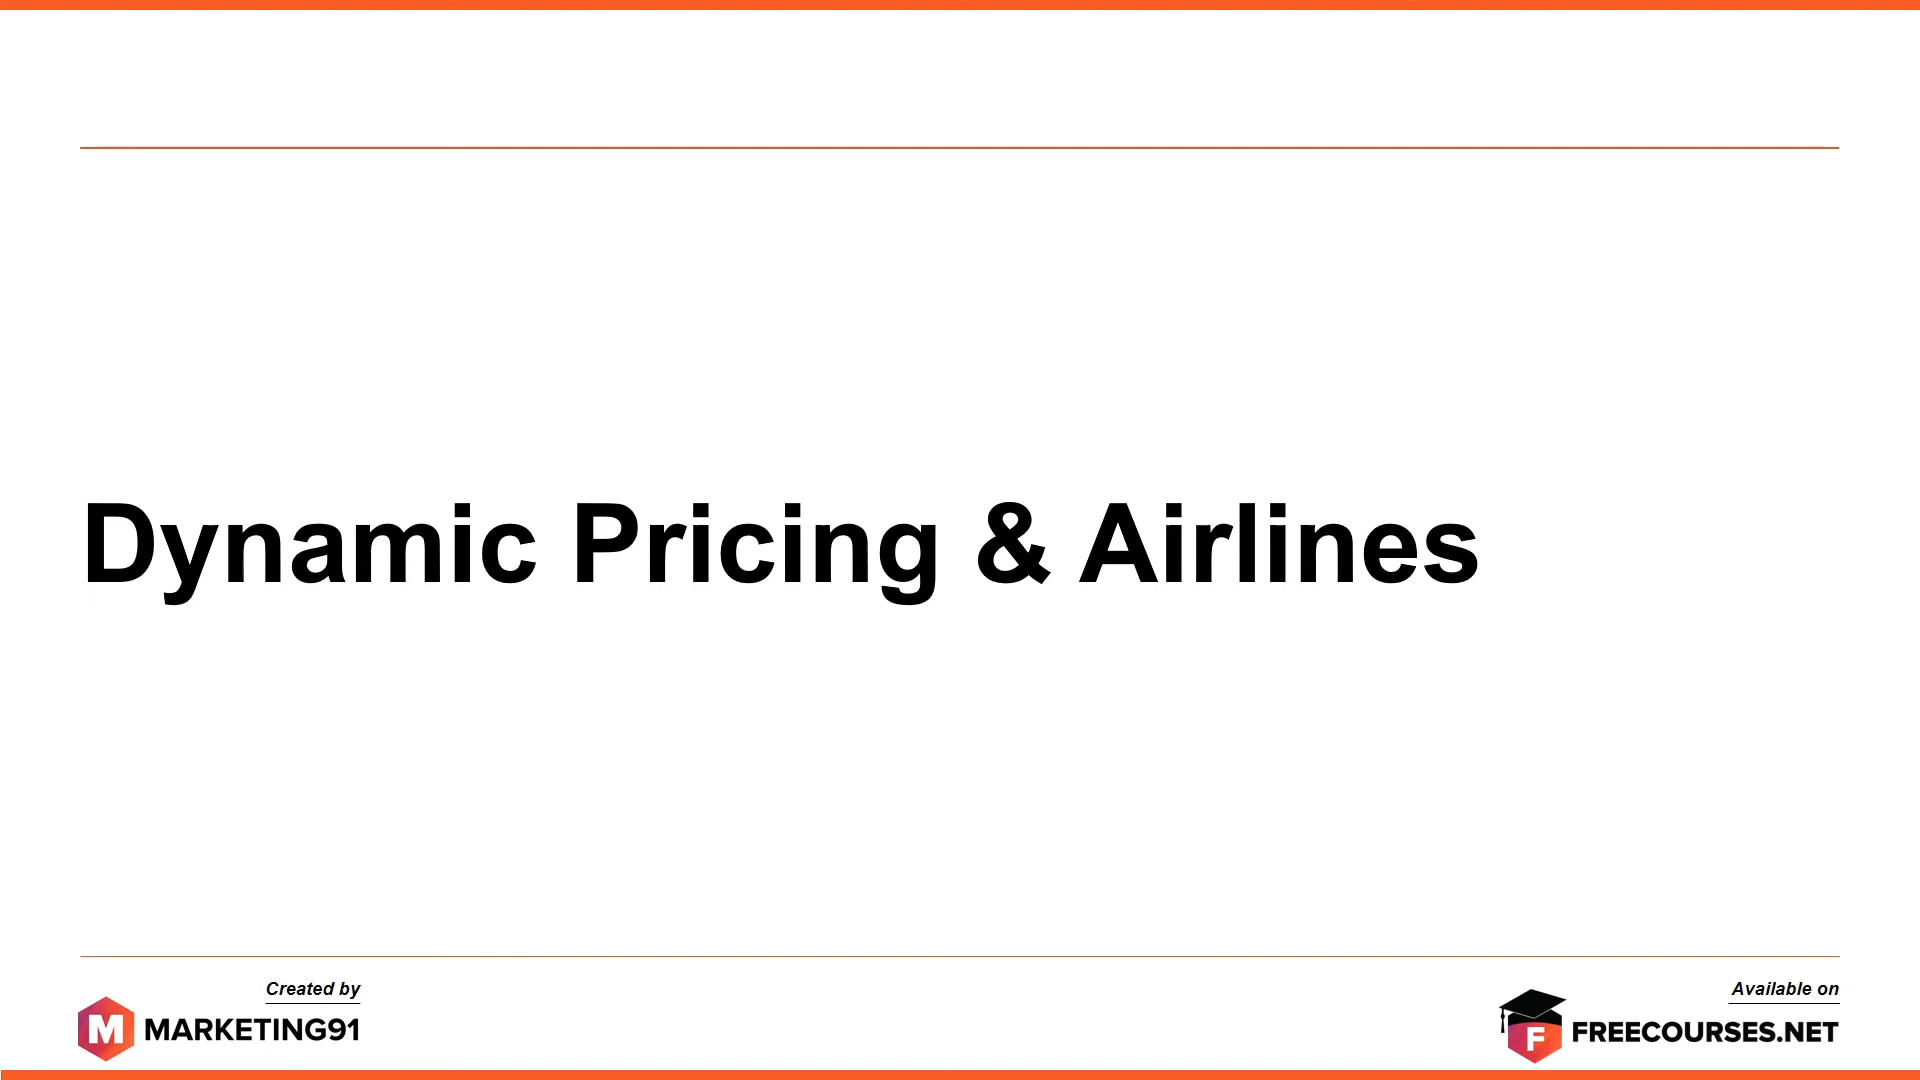 Dynamic Pricing & Airlines
Created by
M MARKETING91
Available on
F FREECOURSES.NET